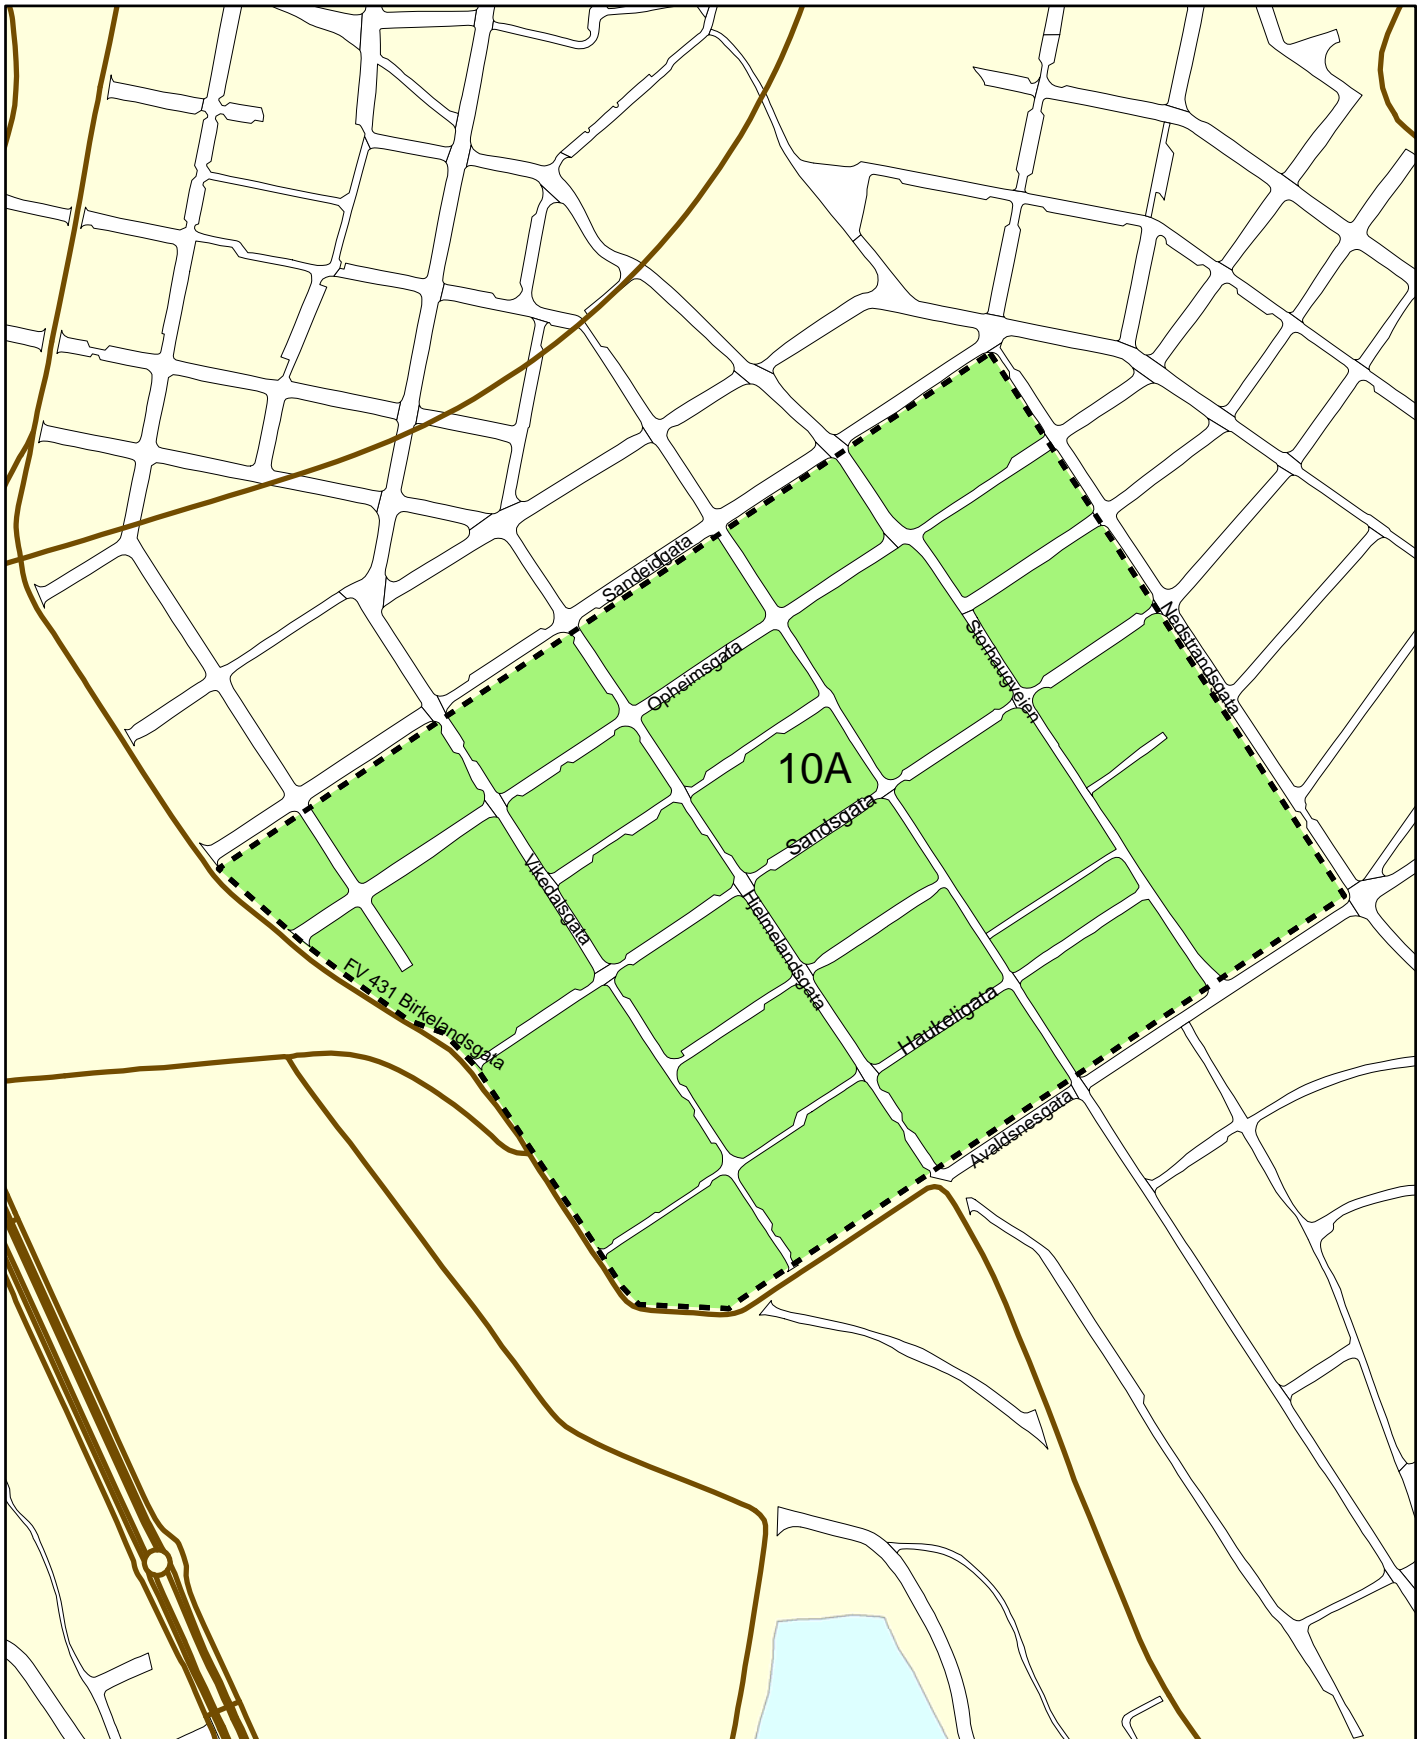 Sandeidgata
Opheimsgata
Storhaugveien
Nedstrandsgata
10A
Sandsgata
Vikedalsgata
Hjelmelandsgata
FV 431 Birkelandsgata
Haukeligata
Avaldsnesgata